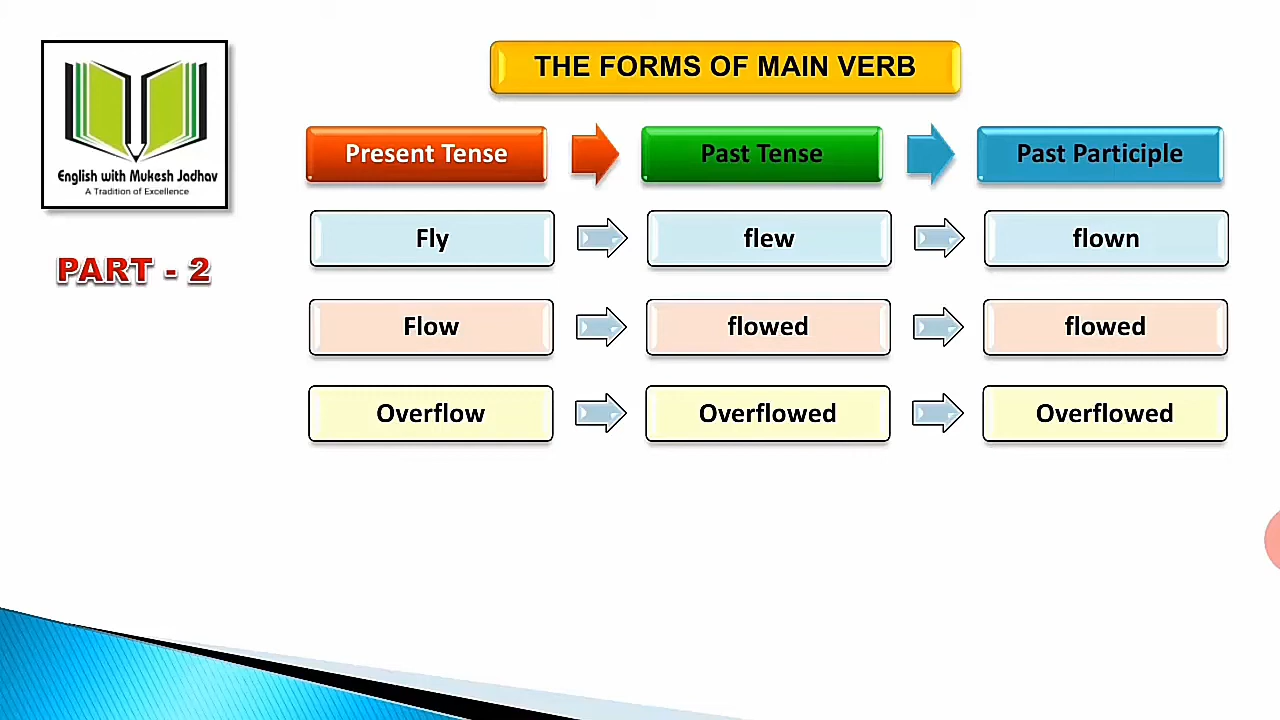 THE FORMS OF MAIN VERB
English with Mukesh Jadhav
A Tradition of Excellence
PART - 2
Present Tense Past Tense Past Participle
Fly flew flown
Flow flowed flowed
Overflow Overflowed Overflowed